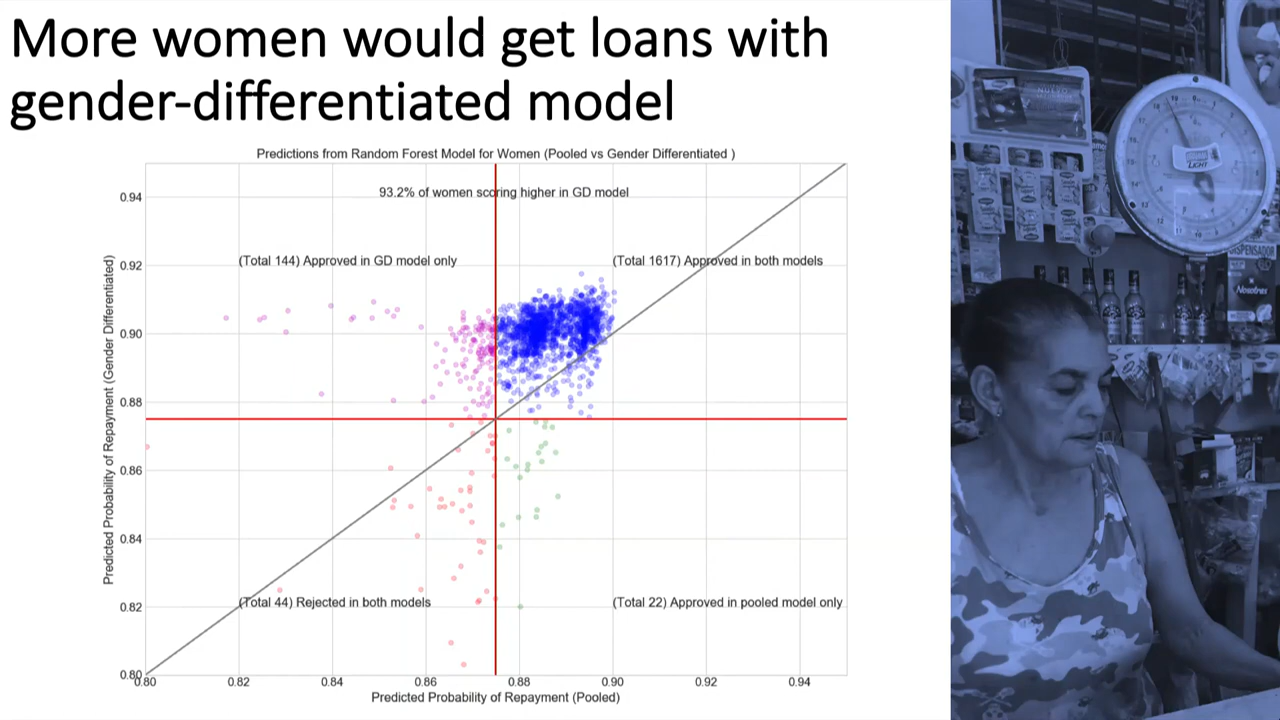 More women would get loans with
gender-differentiated model
Predictions from Random Forest Model for Women (Pooled vs Gender Differentiated )
93.2% of women scoring higher in GD model
(Total 144) Approved in GD model only
(Total 1617) Approved in both models
(Total 44) Rejected in both models
(Total 22) Approved in pooled model only
Predicted Probability of Repayment (Gender Differentiated)
0.94
0.92
0.90
0.88
0.86
0.84
0.82
0.80
0.80 0.82 0.84 0.86 0.88 0.90 0.92 0.94
Predicted Probability of Repayment (Pooled)
NUEVO
LIGHT
DISPENSADOR
Nosotras